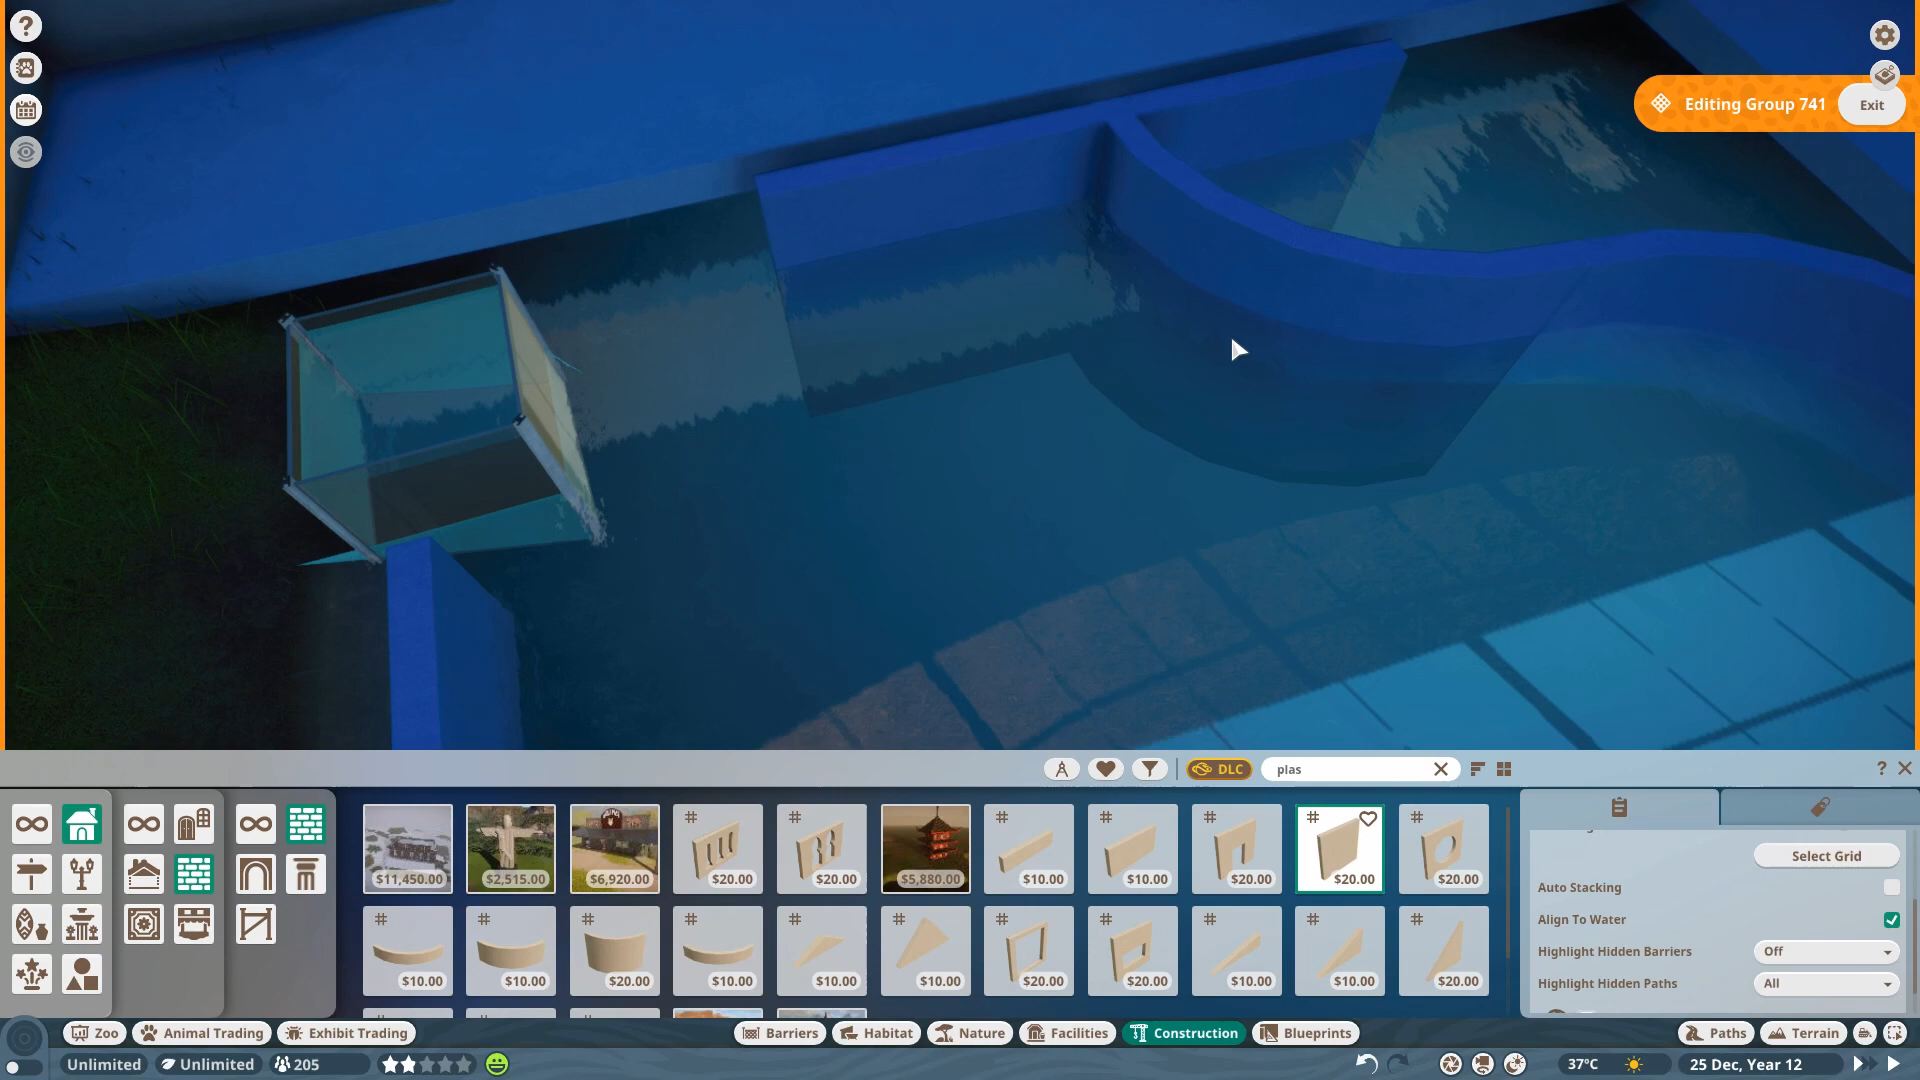 Editing Group 741
Exit
DLC
plas
$11,450.00
$2,515.00
$6,920.00
$20.00
$20.00
$5,880.00
$10.00
$10.00
$20.00
$20.00
$20.00
$10.00
$10.00
$20.00
$10.00
$10.00
$10.00
$20.00
$20.00
$10.00
$10.00
$20.00
Select Grid
Auto Stacking
Align To Water
Highlight Hidden Barriers
Off
Highlight Hidden Paths
All
Zoo
Animal Trading
Exhibit Trading
Barriers
Habitat
Nature
Facilities
Construction
Blueprints
Paths
Terrain
Unlimited
Unlimited
205
37°C
25 Dec, Year 12